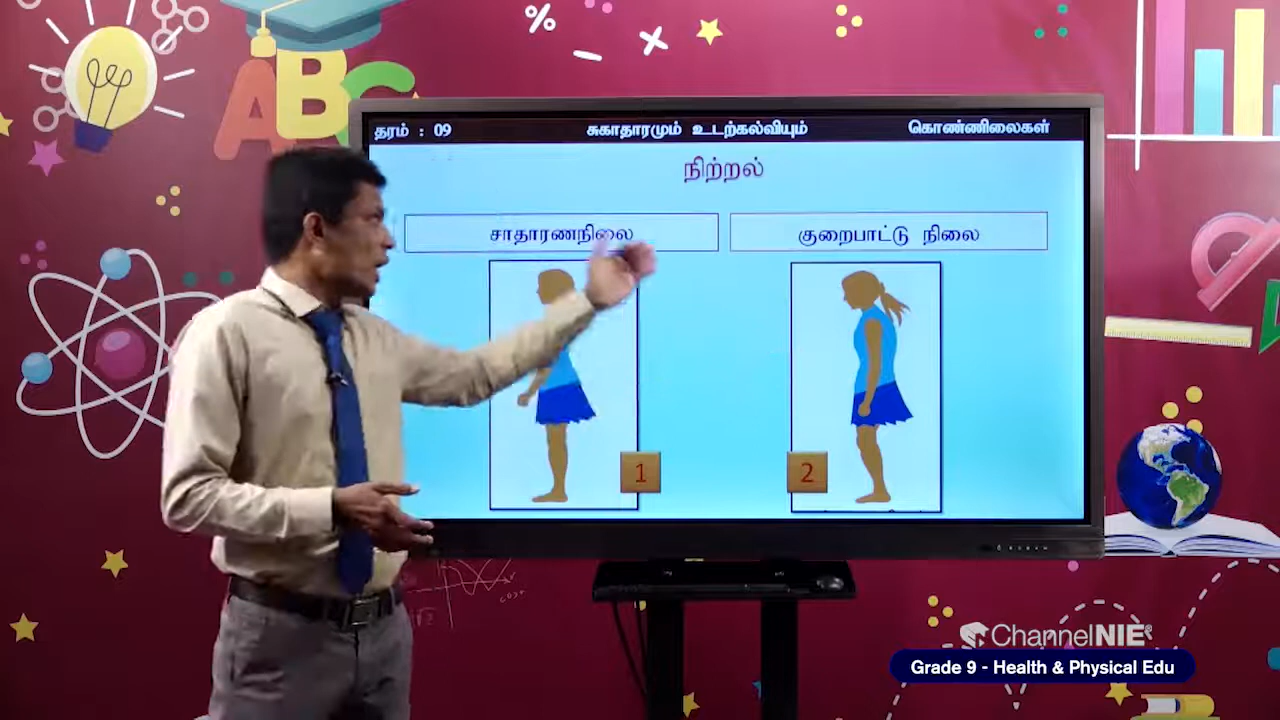 %
ABC
தரம் : 09 சுகாதாரமும் உடற்கல்வியும் கொண்ணிலைகள்
நிற்றல்
சாதாரணநிலை குறைபாட்டு நிலை
1 2
ChannelNIE
Grade 9 - Health & Physical Edu